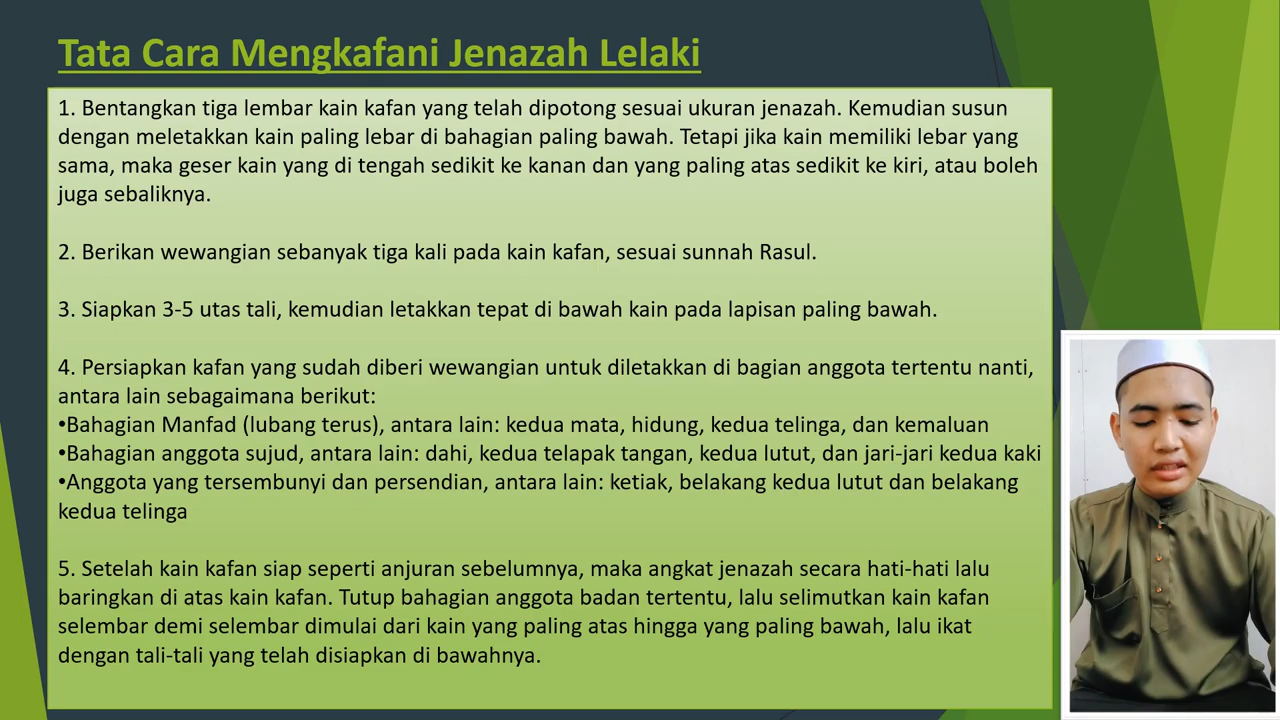 Tata Cara Mengkafani Jenazah Lelaki
1. Bentangkan tiga lembar kain kafan yang telah dipotong sesuai ukuran jenazah. Kemudian susun
dengan meletakkan kain paling lebar di bahagian paling bawah. Tetapi jika kain memiliki lebar yang
sama, maka geser kain yang di tengah sedikit ke kanan dan yang paling atas sedikit ke kiri, atau boleh
juga sebaliknya.
2. Berikan wewangian sebanyak tiga kali pada kain kafan, sesuai sunnah Rasul.
3. Siapkan 3-5 utas tali, kemudian letakkan tepat di bawah kain pada lapisan paling bawah.
4. Persiapkan kafan yang sudah diberi wewangian untuk diletakkan di bagian anggota tertentu nanti,
antara lain sebagaimana berikut:
•Bahagian Manfad (lubang terus), antara lain: kedua mata, hidung, kedua telinga, dan kemaluan
•Bahagian anggota sujud, antara lain: dahi, kedua telapak tangan, kedua lutut, dan jari-jari kedua kaki
•Anggota yang tersembunyi dan persendian, antara lain: ketiak, belakang kedua lutut dan belakang
kedua telinga
5. Setelah kain kafan siap seperti anjuran sebelumnya, maka angkat jenazah secara hati-hati lalu
baringkan di atas kain kafan. Tutup bahagian anggota badan tertentu, lalu selimutkan kain kafan
selembar demi selembar dimulai dari kain yang paling atas hingga yang paling bawah, lalu ikat
dengan tali-tali yang telah disiapkan di bawahnya.